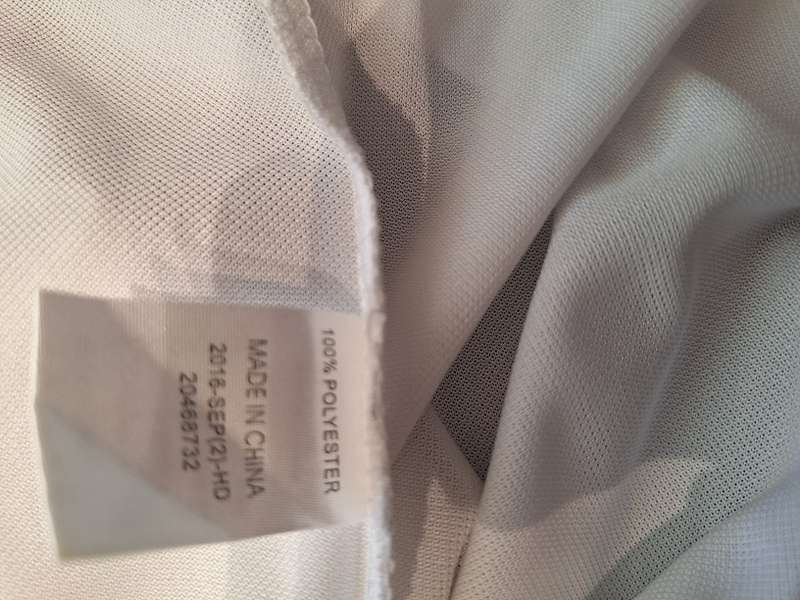 100% POLYESTER
MADE IN CHINA
2016-SEP(2)-HD
20468732